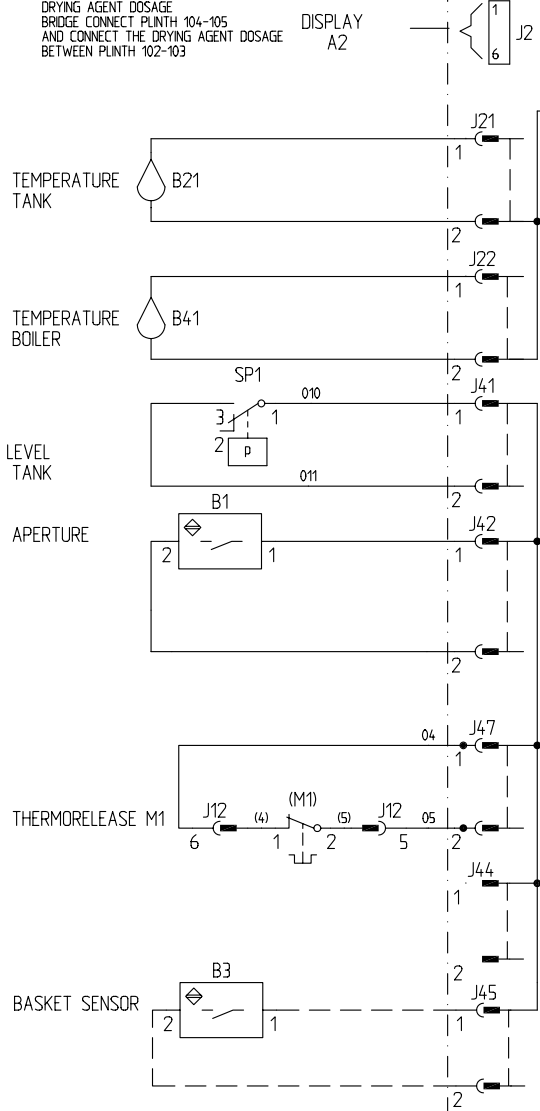 DRYING AGENT DOSAGE
BRIDGE CONNECT PLINTH 104-105
AND CONNECT THE DRYING AGENT DOSAGE
BETWEEN PLINTH 102-103
DISPLAY
A2
1
J2
6
J21
1
TEMPERATURE
TANK
B21
2
J22
1
TEMPERATURE
BOILER
B41
2
SP1
J41
010
3
1
1
2
p
LEVEL
TANK
011
2
B1
J42
APERTURE
2
1
1
2
J47
04
1
(M1)
THERMORELEASE M1
J12
(4)
(5)
J12
05
6
1
2
5
2
J44
1
2
B3
J45
BASKET SENSOR
2
1
1
2